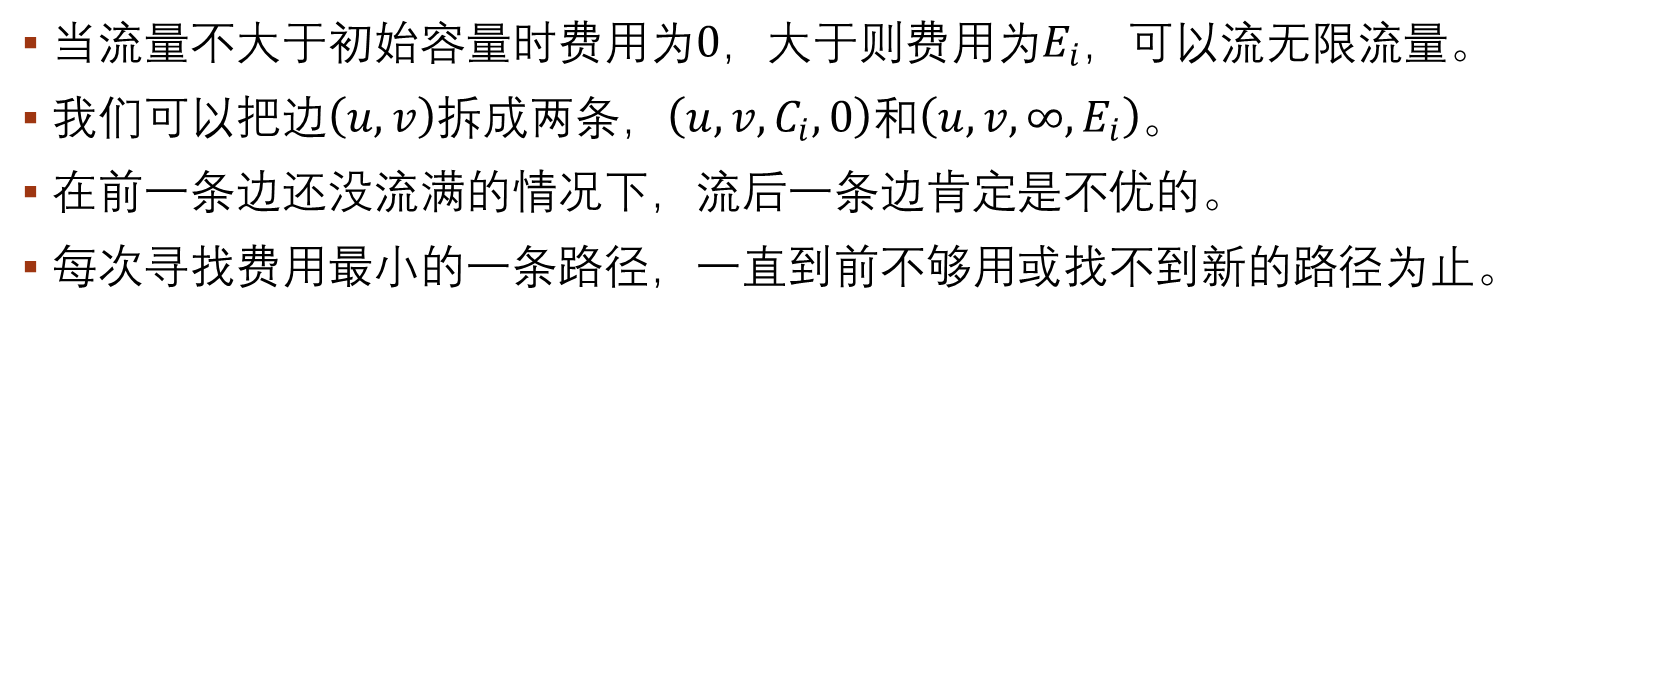 ▪ 当流量不大于初始容量时费用为0，大于则费用为$E_i$，可以流无限流量。
▪ 我们可以把边$(u, v)$拆成两条，$(u, v, C_i, 0)$和$(u, v, \infty, E_i)$。
▪ 在前一条边还没流满的情况下，流后一条边肯定是不优的。
▪ 每次寻找费用最小的一条路径，一直到前不够用或找不到新的路径为止。